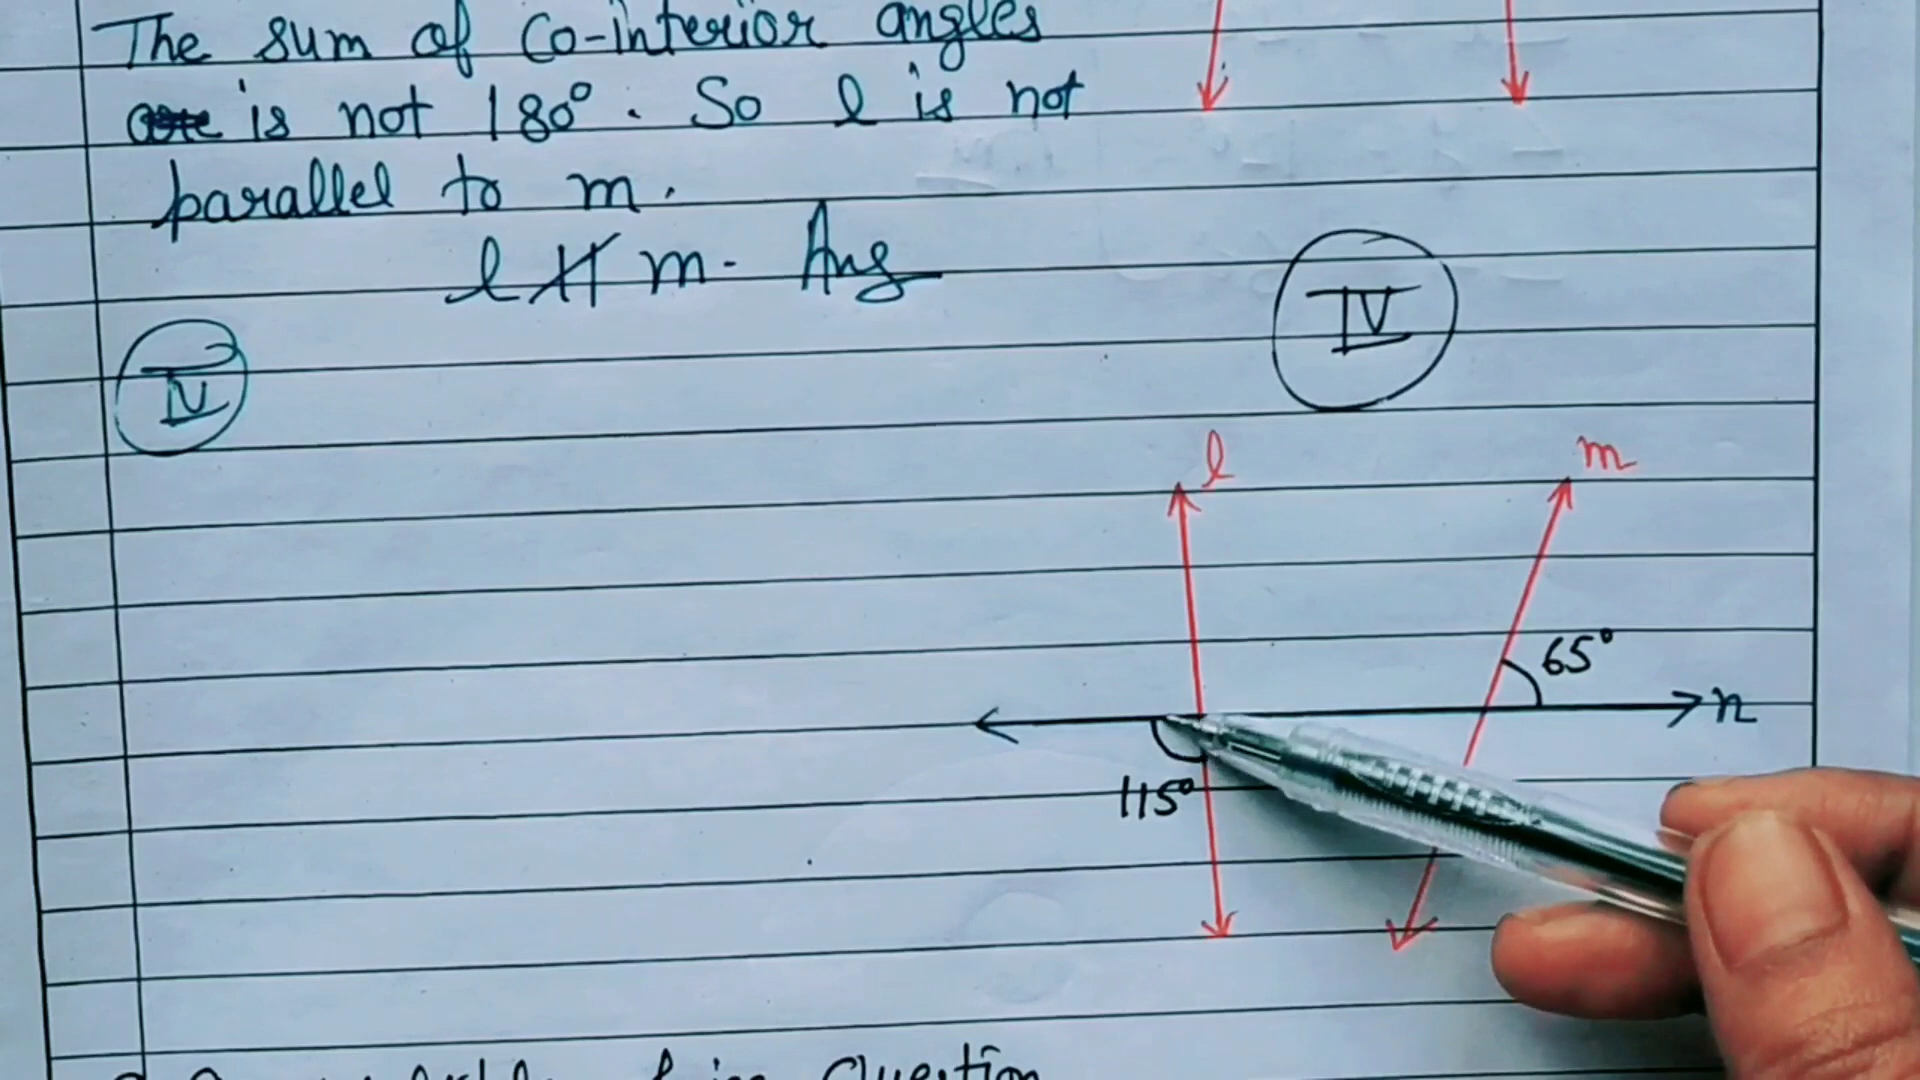 The sum of Co-interior angles
is not 180°. So l is not
parallel to m.
l ∦ m. Ans
IV
IV
l
m
65°
n
115°
Question